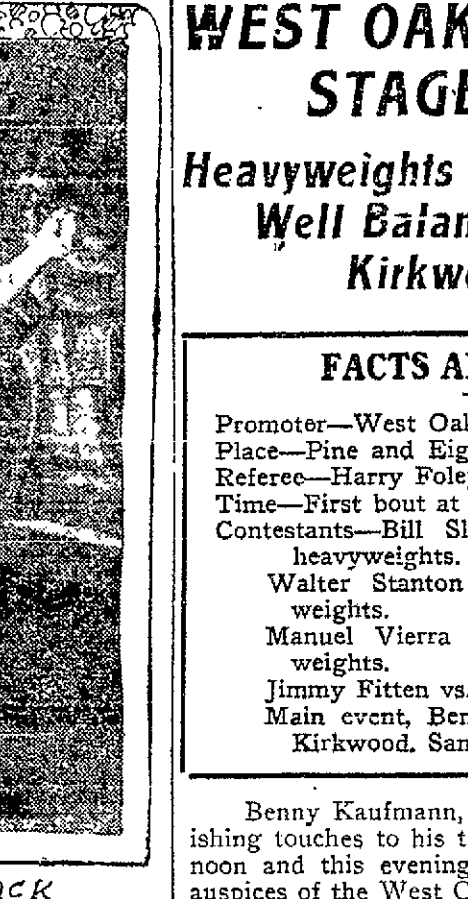 WEST OAK
STAGE
Heavyweights
Well Balan
Kirkwo
FACTS A
Promoter—West Oal
Place—Pine and Eig
Referee—Harry Foley
Time—First bout at
Contestants—Bill Sl
heavyweights.
Walter Stanton
weights.
Manuel Vierra
weights.
Jimmy Fitten vs.
Main event, Ben
Kirkwood. San
Benny Kaufmann,
ishing touches to his t
noon and this evening
auspices of the West O
ACK